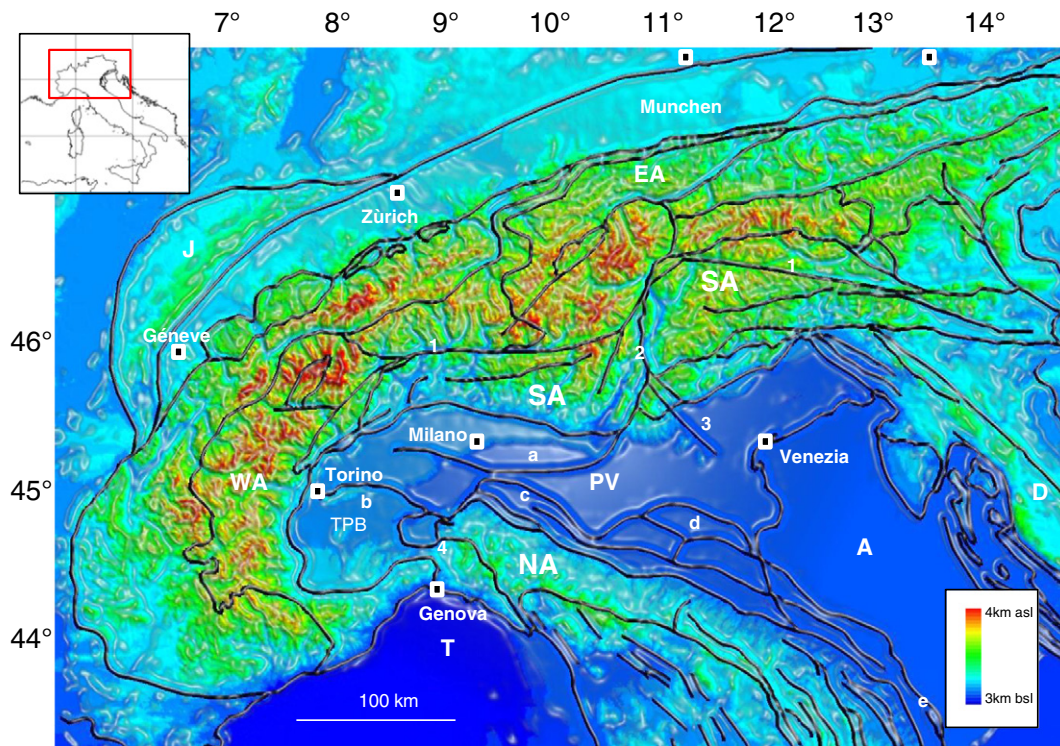 7° 8° 9° 10° 11° 12° 13° 14°
Munchen
EA
Zùrich
J
SA
1
46°
Géneve
1
2
SA
3
Milano
a
Venezia
45°
WA
Torino
PV
b
c
D
TPB
d
4
NA
A
Genova
44°
T
4km asl
100 km
3km bsl
e